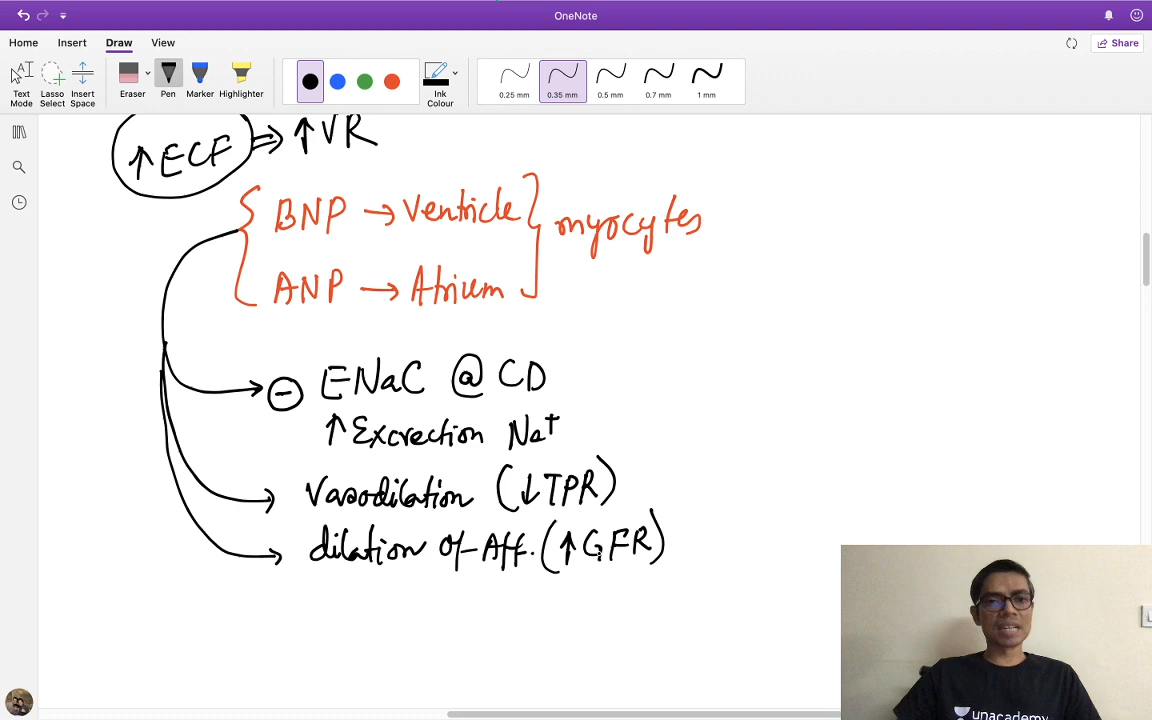 OneNote
Home Insert Draw View
Share
Text Mode Lasso Select Insert Space Eraser Pen Marker Highlighter Ink Colour 0.25 mm 0.35 mm 0.5 mm 0.7 mm 1 mm
↑ECF ⇒ ↑VR
BNP → Ventricle
myocytes
ANP → Atrium
⊖ ENaC @ CD
↑Excrection Na+
Vasodilation (↓TPR)
dilation of Aff. (↑GFR)
unacademy